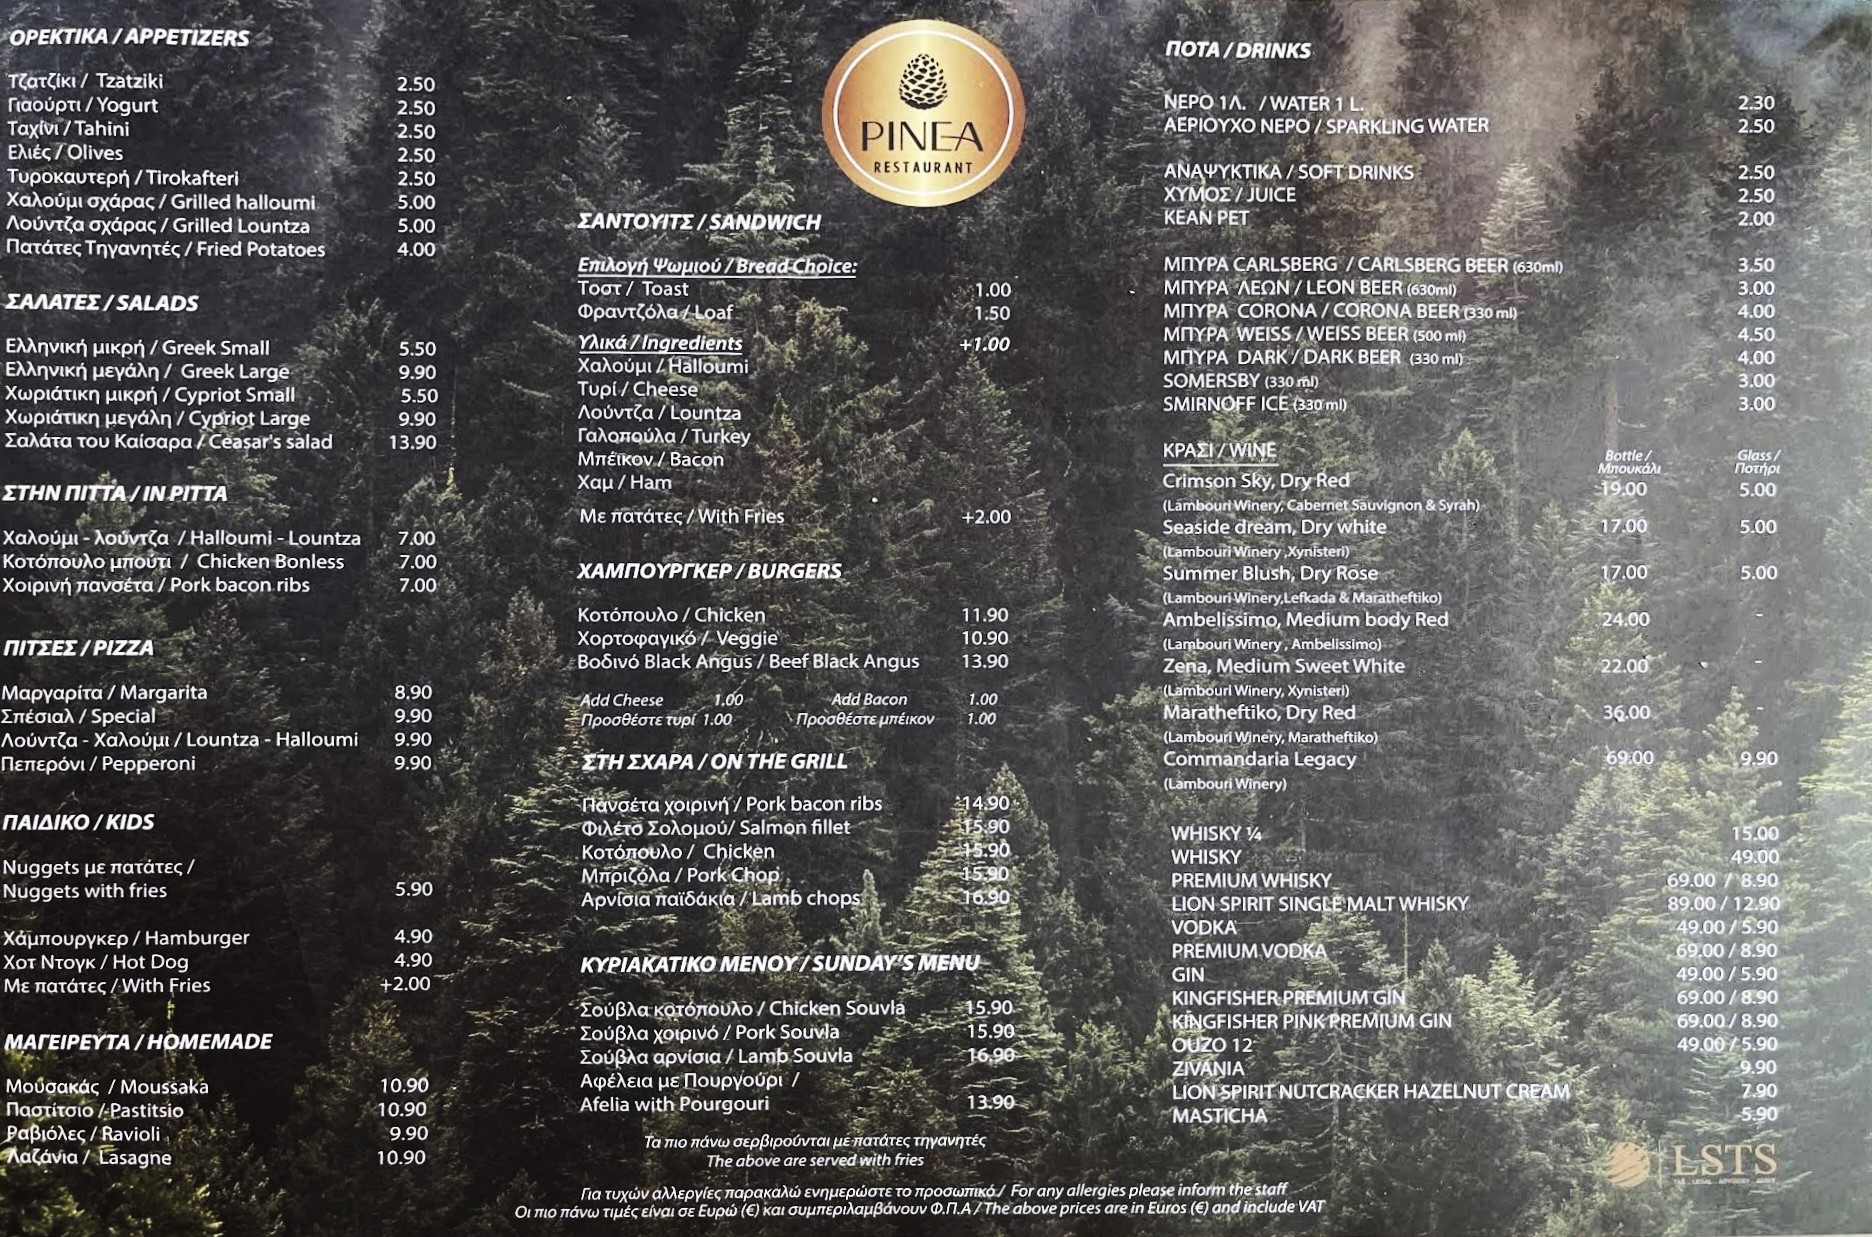 ΟΡΕΚΤΙΚΑ / APPETIZERS
Τζατζίκι / Tzatziki 2.50
Γιαούρτι / Yogurt 2.50
Ταχίνι / Tahini 2.50
Ελιές / Olives 2.50
Τυροκαυτερή / Tirokafteri 2.50
Χαλούμι σχάρας / Grilled halloumi 5.00
Λούντζα σχάρας / Grilled Lountza 5.00
Πατάτες Τηγανητές / Fried Potatoes 4.00
ΣΑΛΑΤΕΣ / SALADS
Ελληνική μικρή / Greek Small 5.50
Ελληνική μεγάλη / Greek Large 9.90
Χωριάτικη μικρή / Cypriot Small 5.50
Χωριάτικη μεγάλη / Cypriot Large 9.90
Σαλάτα του Καίσαρα / Ceasar's salad 13.90
ΣΤΗΝ ΠΙΤΤΑ / IN PITTA
Χαλούμι - λούντζα / Halloumi - Lountza 7.00
Κοτόπουλο μπούτι / Chicken Bonless 7.00
Χοιρινή πανσέτα / Pork bacon ribs 7.00
ΠΙΤΣΕΣ / PIZZA
Μαργαρίτα / Margarita 8.90
Σπέσιαλ / Special 9.90
Λούντζα - Χαλούμι / Lountza - Halloumi 9.90
Πεπερόνι / Pepperoni 9.90
ΠΑΙΔΙΚΟ / KIDS
Nuggets με πατάτες /
Nuggets with fries 5.90
Χάμπουργκερ / Hamburger 4.90
Χοτ Ντογκ / Hot Dog 4.90
Με πατάτες / With Fries +2.00
ΜΑΓΕΙΡΕΥΤΑ / HOMEMADE
Μουσακάς / Moussaka 10.90
Παστίτσιο / Pastitsio 10.90
Ραβιόλες / Ravioli 9.90
Λαζάνια / Lasagne 10.90
PINEA
RESTAURANT
ΣΑΝΤΟΥΙΤΣ / SANDWICH
Επιλογή Ψωμιού / Bread Choice:
Τοστ / Toast 1.00
Φραντζόλα / Loaf 1.50
Υλικά / Ingredients +1.00
Χαλούμι / Halloumi
Τυρί / Cheese
Λούντζα / Lountza
Γαλοπούλα / Turkey
Μπέϊκον / Bacon
Χαμ / Ham
Με πατάτες / With Fries +2.00
ΧΑΜΠΟΥΡΓΚΕΡ / BURGERS
Κοτόπουλο / Chicken 11.90
Χορτοφαγικό / Veggie 10.90
Βοδινό Black Angus / Beef Black Angus 13.90
Add Cheese 1.00 Add Bacon 1.00
Προσθέστε τυρί 1.00 Προσθέστε μπέικον 1.00
ΣΤΗ ΣΧΑΡΑ / ON THE GRILL
Πανσέτα χοιρινή / Pork bacon ribs 14.90
Φιλέτο Σολομού / Salmon fillet 15.90
Κοτόπουλο / Chicken 15.90
Μπριζόλα / Pork Chop 15.90
Αρνίσια παϊδάκια / Lamb chops 16.90
ΚΥΡΙΑΚΑΤΙΚΟ ΜΕΝΟΥ / SUNDAY'S MENU
Σούβλα κοτόπουλο / Chicken Souvla 15.90
Σούβλα χοιρινό / Pork Souvla 15.90
Σούβλα αρνίσια / Lamb Souvla 16.90
Αφέλεια με Πουργούρι /
Afelia with Pourgouri 13.90
Τα πιο πάνω σερβιρούνται με πατάτες τηγανητές
The above are served with fries
Για τυχών αλλεργίες παρακαλώ ενημερώστε το προσωπικό./ For any allergies please inform the staff
Οι πιο πάνω τιμές είναι σε Ευρώ (€) και συμπεριλαμβάνουν Φ.Π.Α / The above prices are in Euros (€) and include VAT
ΠΟΤΑ / DRINKS
ΝΕΡΟ 1Λ. / WATER 1 L. 2.30
ΑΕΡΙΟΥΧΟ ΝΕΡΟ / SPARKLING WATER 2.50
ΑΝΑΨΥΚΤΙΚΑ / SOFT DRINKS 2.50
ΧΥΜΟΣ / JUICE 2.50
KEAN PET 2.00
ΜΠΥΡΑ CARLSBERG / CARLSBERG BEER (630ml) 3.50
ΜΠΥΡΑ ΛΕΩΝ / LEON BEER (630ml) 3.00
ΜΠΥΡΑ CORONA / CORONA BEER (330 ml) 4.00
ΜΠΥΡΑ WEISS / WEISS BEER (500 ml) 4.50
ΜΠΥΡΑ DARK / DARK BEER (330 ml) 4.00
SOMERSBY (330 ml) 3.00
SMIRNOFF ICE (330 ml) 3.00
ΚΡΑΣΙ / WINE Bottle / Μπουκάλι Glass / Ποτήρι
Crimson Sky, Dry Red 19.00 5.00
(Lambouri Winery, Cabernet Sauvignon & Syrah)
Seaside dream, Dry white 17.00 5.00
(Lambouri Winery ,Xynisteri)
Summer Blush, Dry Rose 17.00 5.00
(Lambouri Winery,Lefkada & Maratheftiko)
Ambelissimo, Medium body Red 24.00 -
(Lambouri Winery , Ambelissimo)
Zena, Medium Sweet White 22.00 -
(Lambouri Winery, Xynisteri)
Maratheftiko, Dry Red 36.00 -
(Lambouri Winery, Maratheftiko)
Commandaria Legacy 69.00 9.90
(Lambouri Winery)
WHISKY ¼ 15.00
WHISKY 49.00
PREMIUM WHISKY 69.00 / 8.90
LION SPIRIT SINGLE MALT WHISKY 89.00 / 12.90
VODKA 49.00 / 5.90
PREMIUM VODKA 69.00 / 8.90
GIN 49.00 / 5.90
KINGFISHER PREMIUM GIN 69.00 / 8.90
KINGFISHER PINK PREMIUM GIN 69.00 / 8.90
OUZO 12 49.00 / 5.90
ZIVANIA 9.90
LION SPIRIT NUTCRACKER HAZELNUT CREAM 7.90
MASTICHA 5.90
LSTS